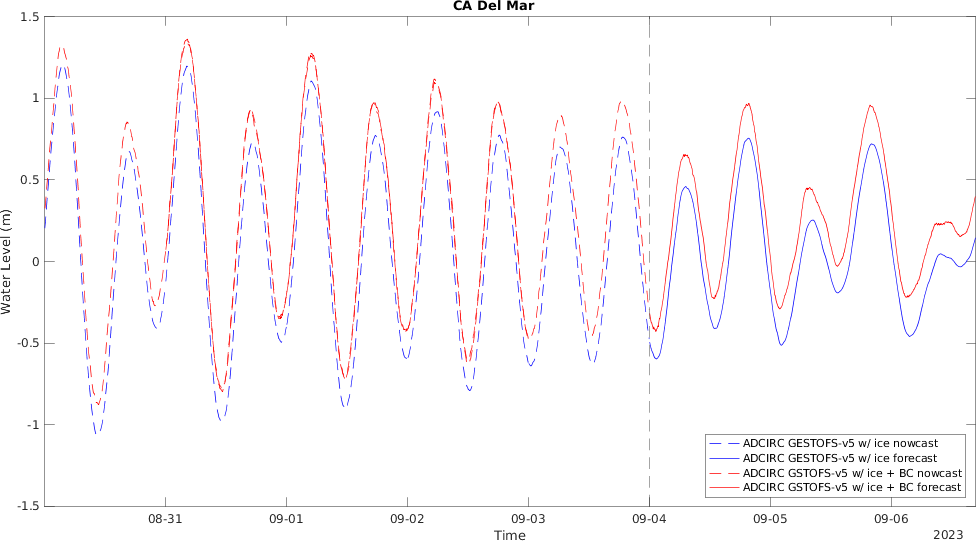 CA Del Mar
1.5
1
0.5
0
-0.5
-1
-1.5
Water Level (m)
08-31
09-01
09-02
09-03
09-04
09-05
09-06
Time
2023
ADCIRC GESTOFS-v5 w/ ice nowcast
ADCIRC GESTOFS-v5 w/ ice forecast
ADCIRC GSTOFS-v5 w/ ice + BC nowcast
ADCIRC GSTOFS-v5 w/ ice + BC forecast